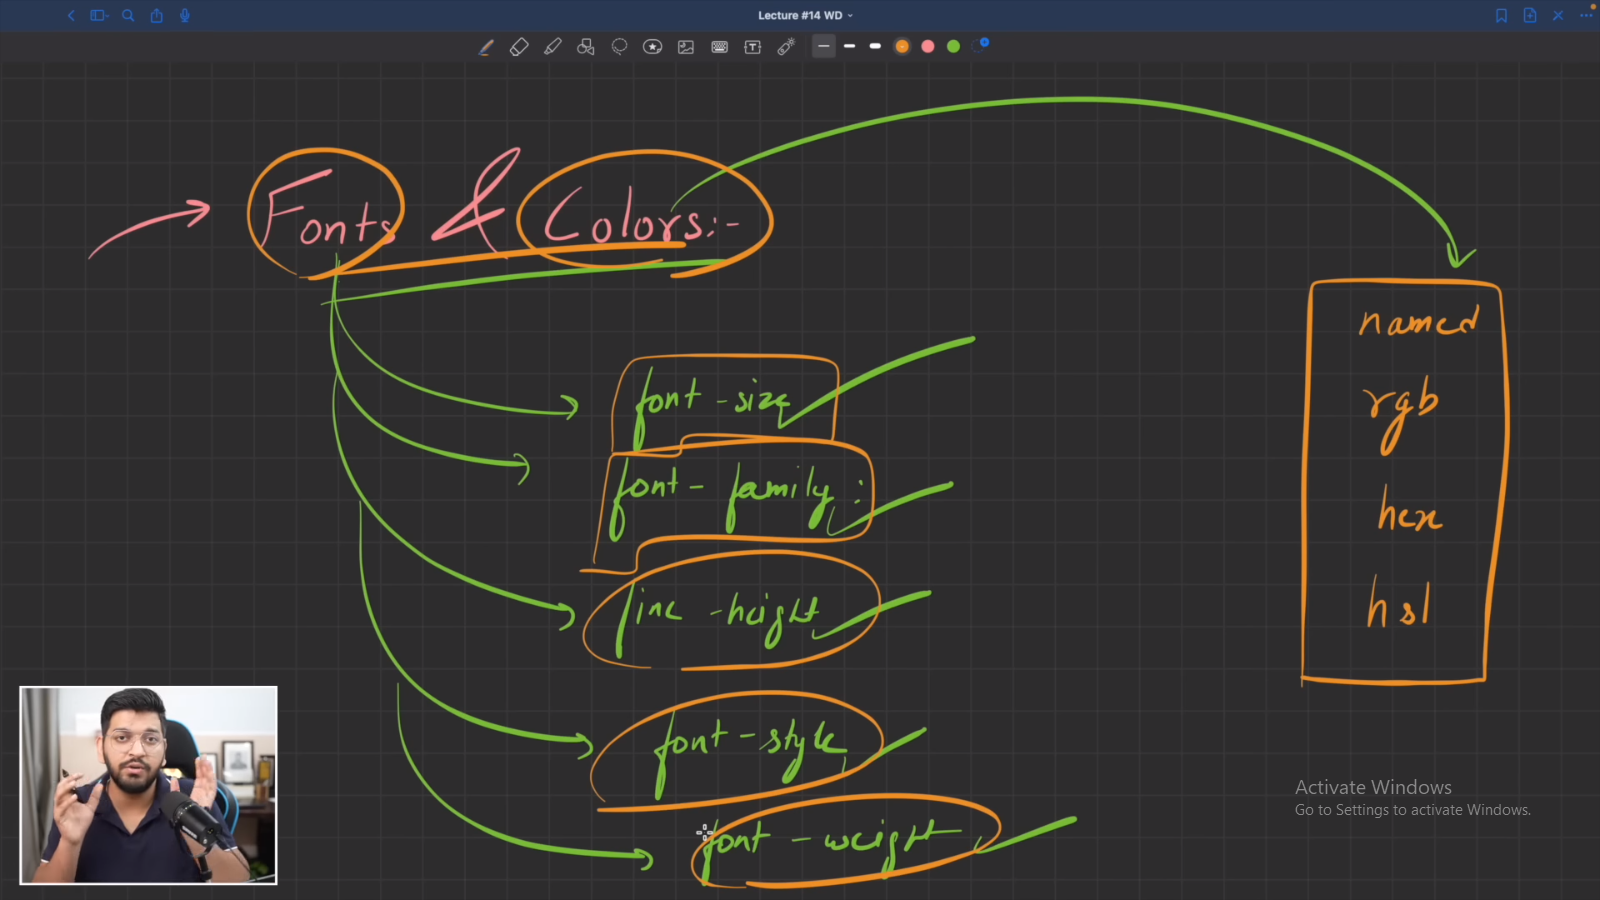 Lecture #14 WD
Fonts & Colors:-
font-size
font-family:
line-height
font-style
font-weight
named
rgb
hex
hsl
Activate Windows
Go to Settings to activate Windows.